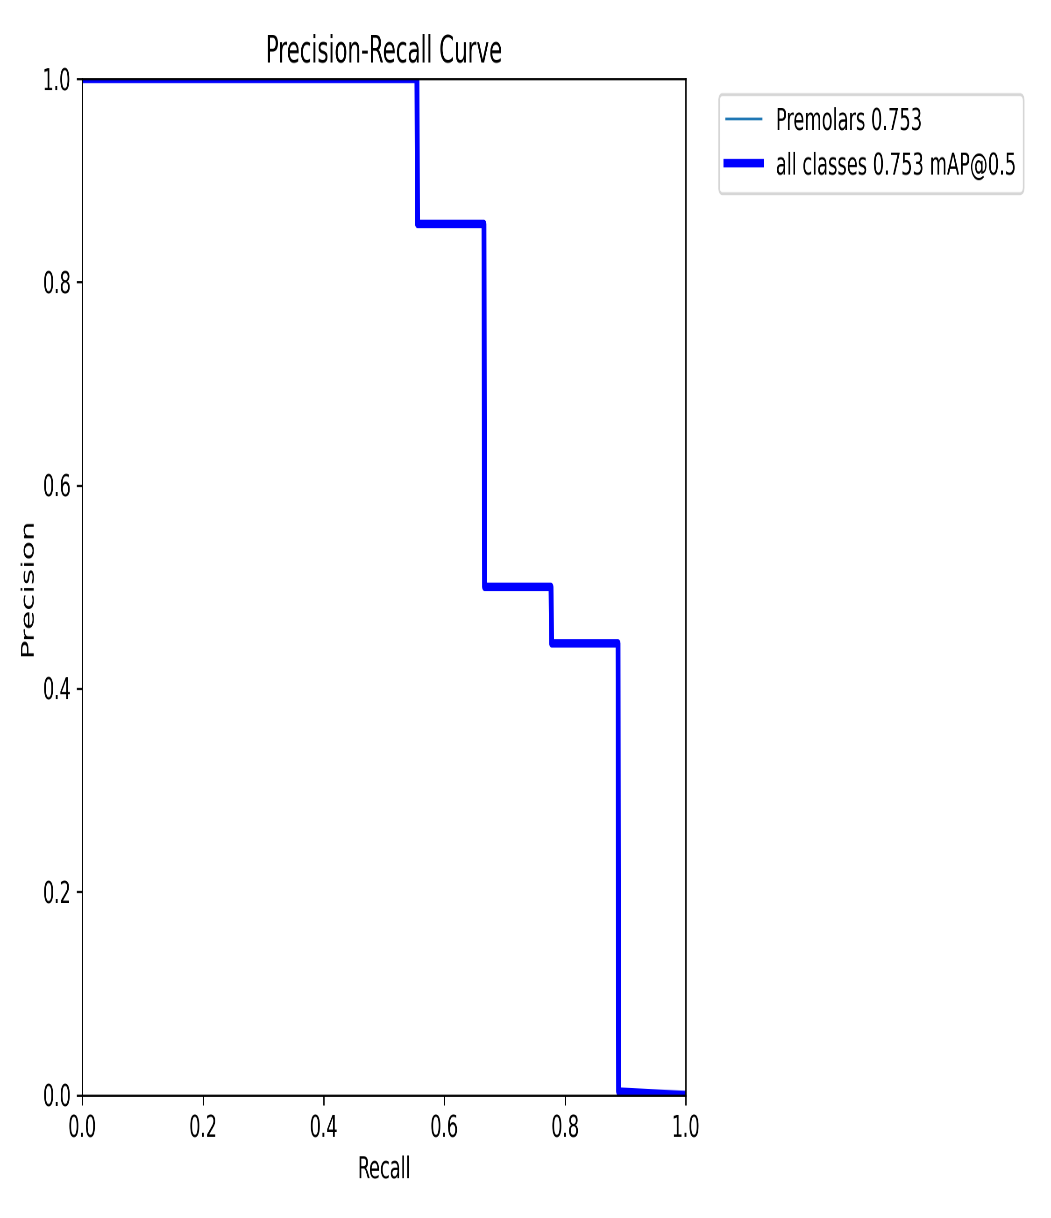 Precision-Recall Curve
Premolars 0.753
all classes 0.753 mAP@0.5
1.0
0.8
0.6
0.4
0.2
0.0
Precision
0.0 0.2 0.4 0.6 0.8 1.0
Recall